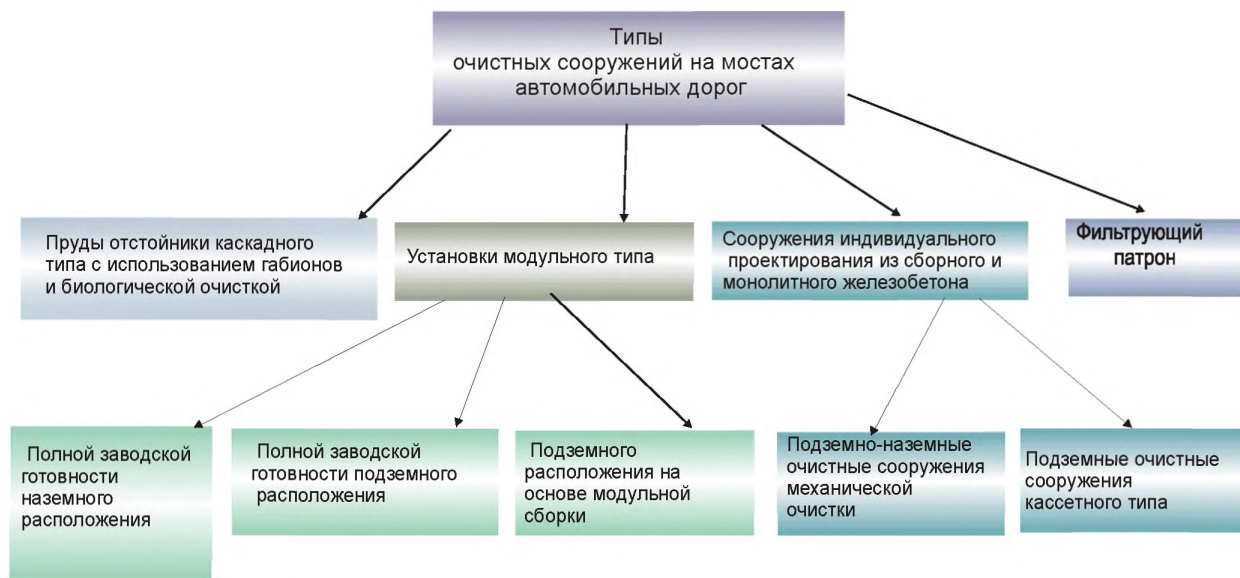 Типы
очистных сооружений на мостах
автомобильных дорог
Пруды отстойники каскадного
типа с использованием габионов
и биологической очисткой
Установки модульного типа
Сооружения индивидуального
проектирования из сборного и
монолитного железобетона
Фильтрующий
патрон
Полной заводской
готовности
наземного
расположения
Полной заводской
готовности подземного
расположения
Подземного
расположения на
основе модульной
сборки
Подземно-наземные
очистные сооружения
механической
очистки
Подземные очистные
сооружения
кассетного типа